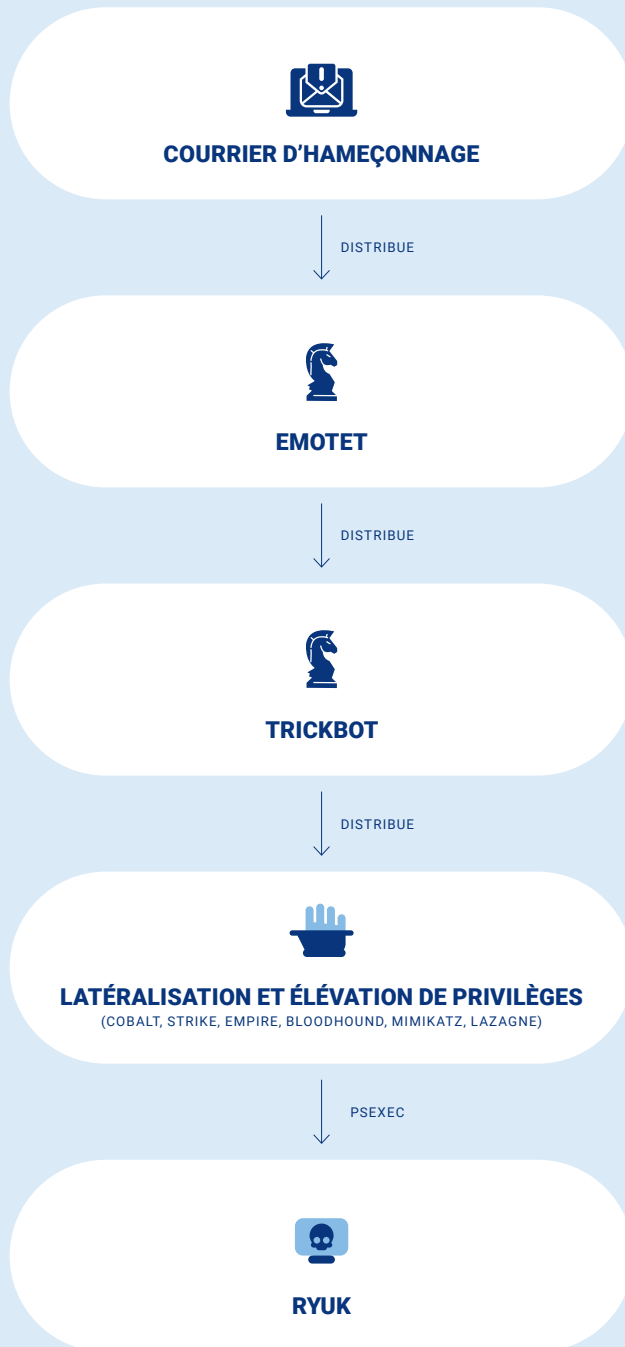 COURRIER D’HAMEÇONNAGE
DISTRIBUE
EMOTET
DISTRIBUE
TRICKBOT
DISTRIBUE
LATÉRALISATION ET ÉLÉVATION DE PRIVILÈGES
(COBALT, STRIKE, EMPIRE, BLOODHOUND, MIMIKATZ, LAZAGNE)
PSEXEC
RYUK